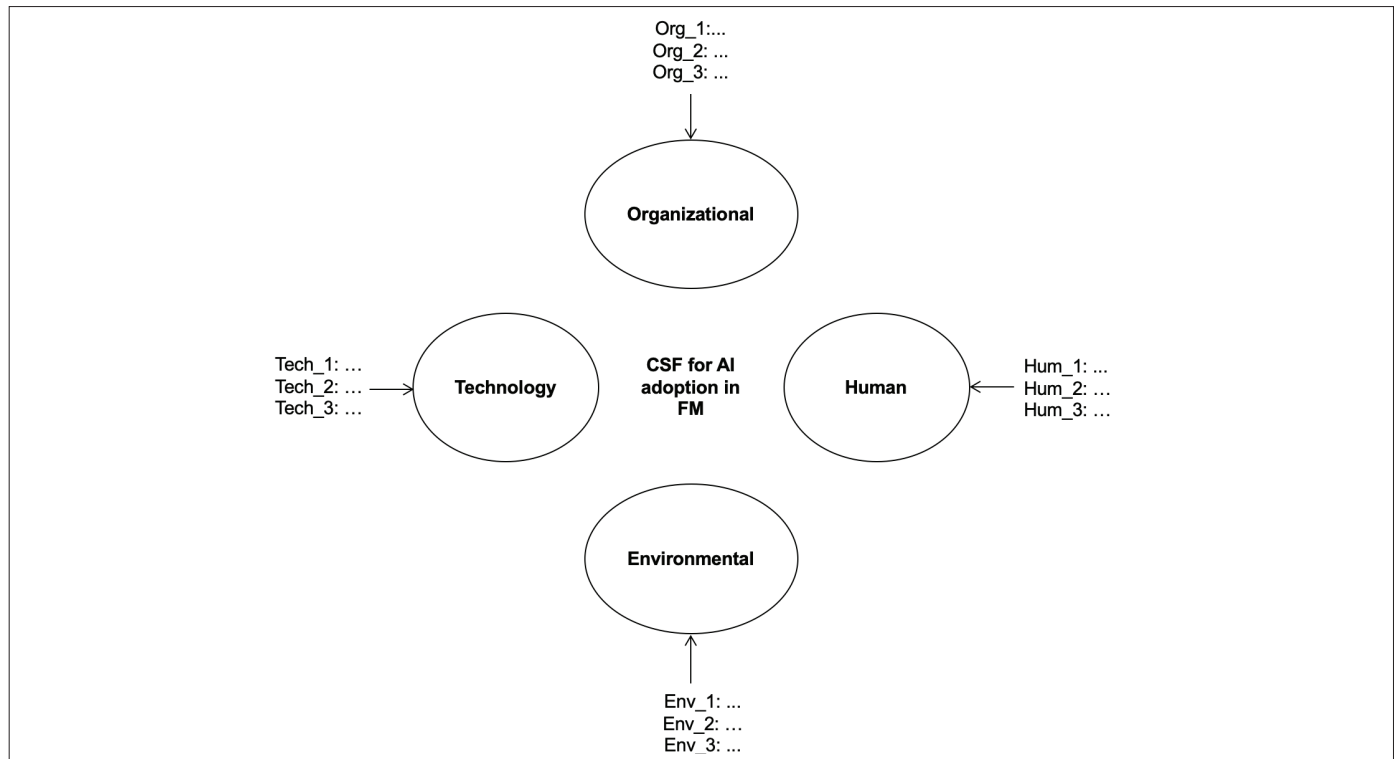 Org_1:...
Org_2: ...
Org_3: ...
Organizational
Tech_1: ...
Tech_2: ...
Tech_3: ...
Technology
CSF for AI
adoption in
FM
Human
Hum_1: ...
Hum_2: ...
Hum_3: ...
Environmental
Env_1: ...
Env_2: ...
Env_3: ...